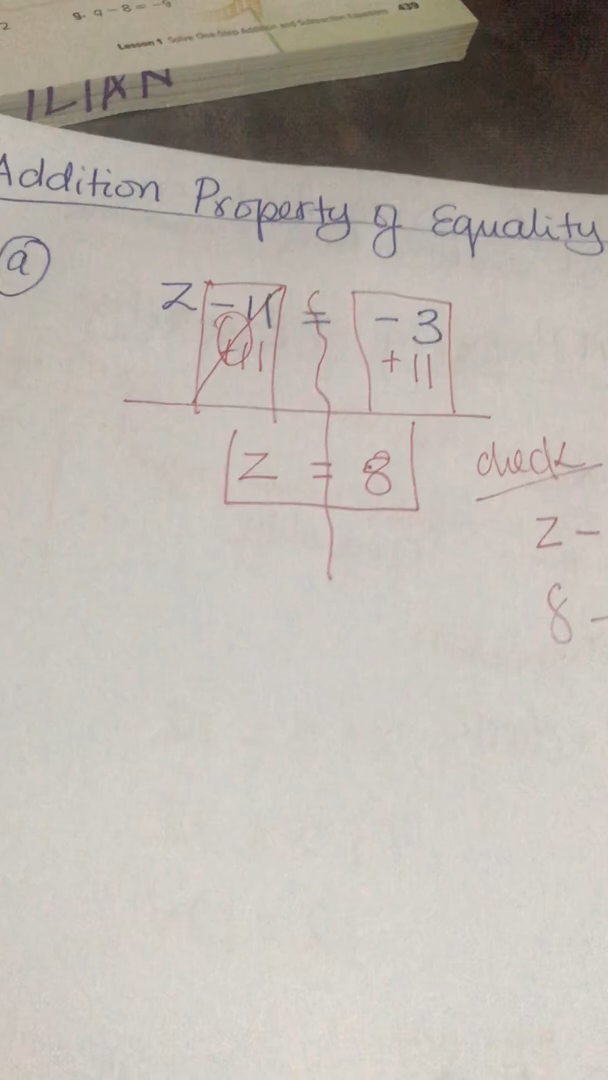 2
g. q - 8 = -9
Lesson 1 Solve One-Step Addition and Subtraction Equations 439
ILIAN
Addition Property of Equality
a
z - 11 = - 3
+11 +11
z = 8
check
z -
8 -